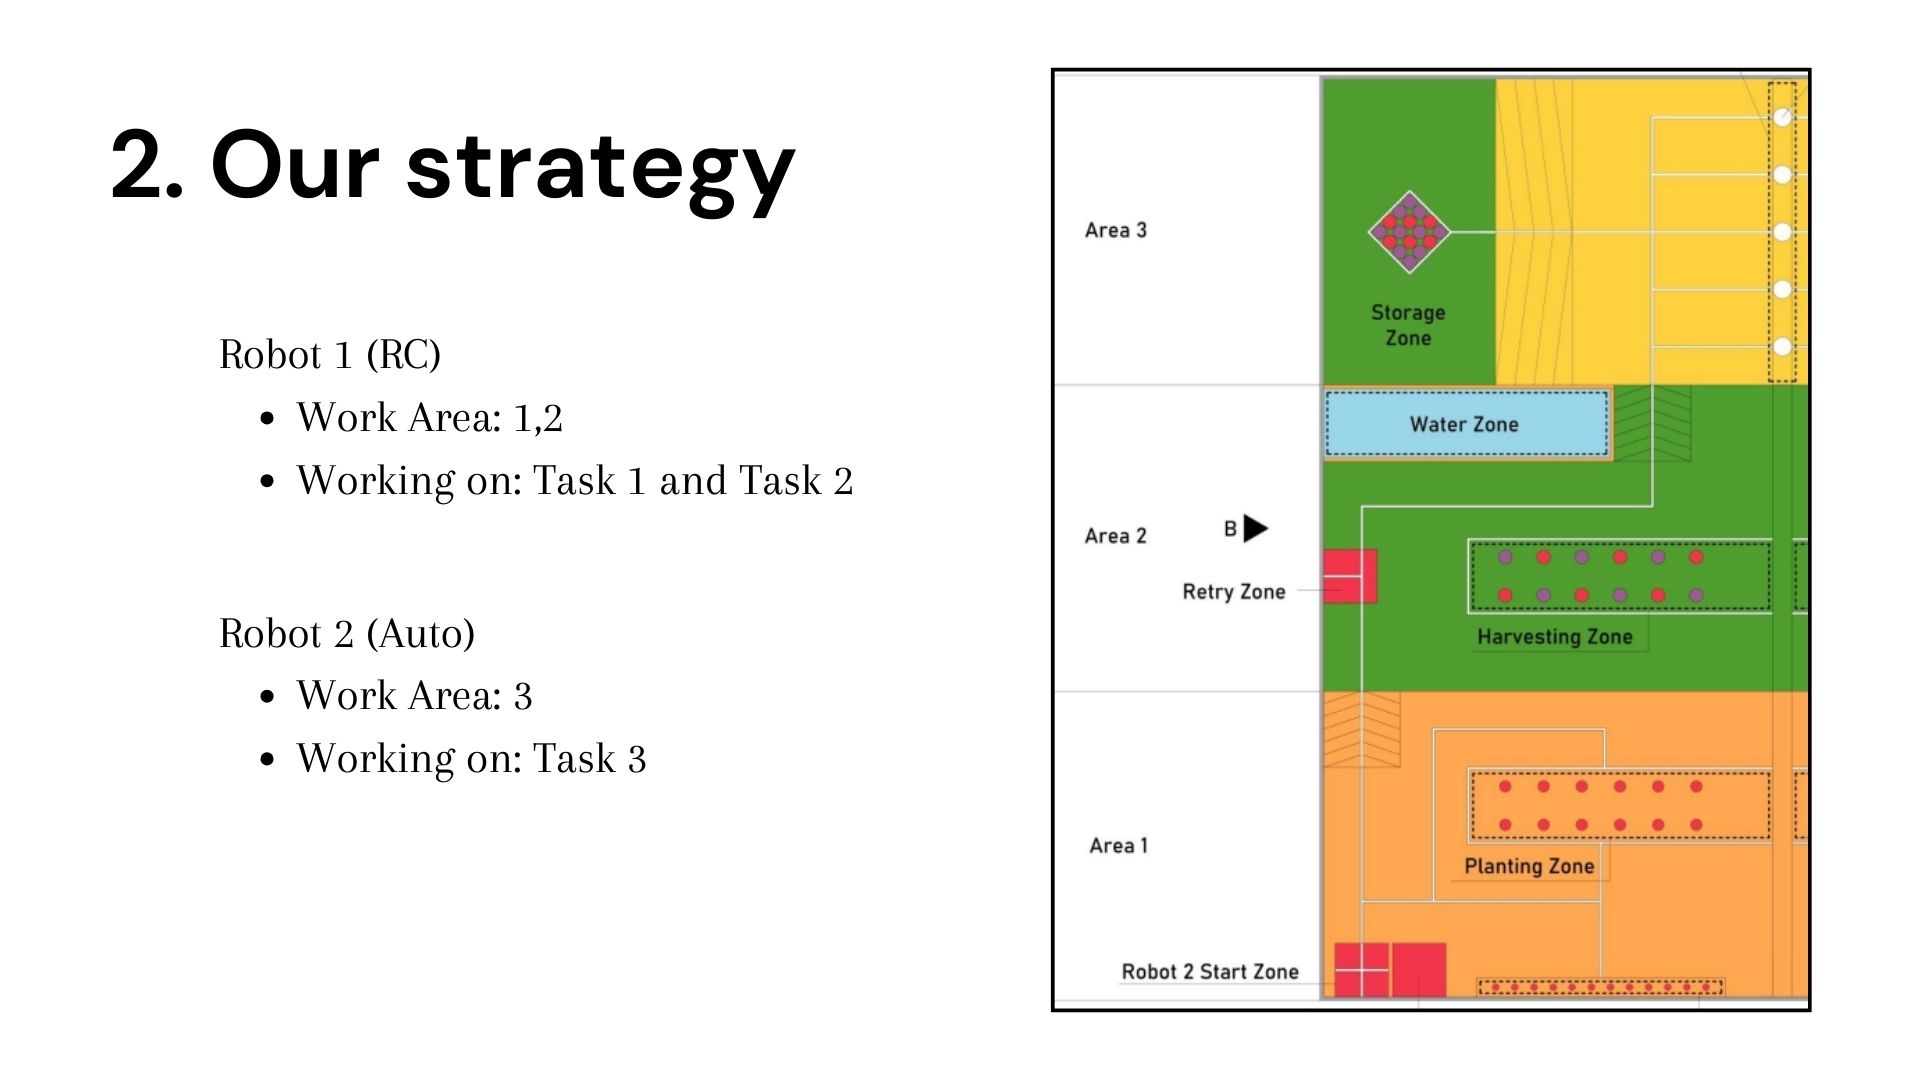 2. Our strategy
Robot 1 (RC)
• Work Area: 1,2
• Working on: Task 1 and Task 2
Robot 2 (Auto)
• Work Area: 3
• Working on: Task 3
Area 3
Storage
Zone
Water Zone
Area 2
B
Retry Zone
Harvesting Zone
Area 1
Planting Zone
Robot 2 Start Zone